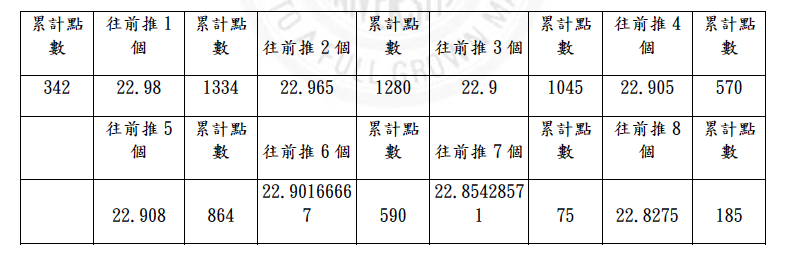 TO A FULL GROWN M
累計點數 往前推1個 累計點數 往前推2個 累計點數 往前推3個 累計點數 往前推4個 累計點數
342 22.98 1334 22.965 1280 22.9 1045 22.905 570
往前推5個 累計點數 往前推6個 累計點數 往前推7個 累計點數 往前推8個 累計點數
22.908 864 22.90166667 590 22.85428571 75 22.8275 185